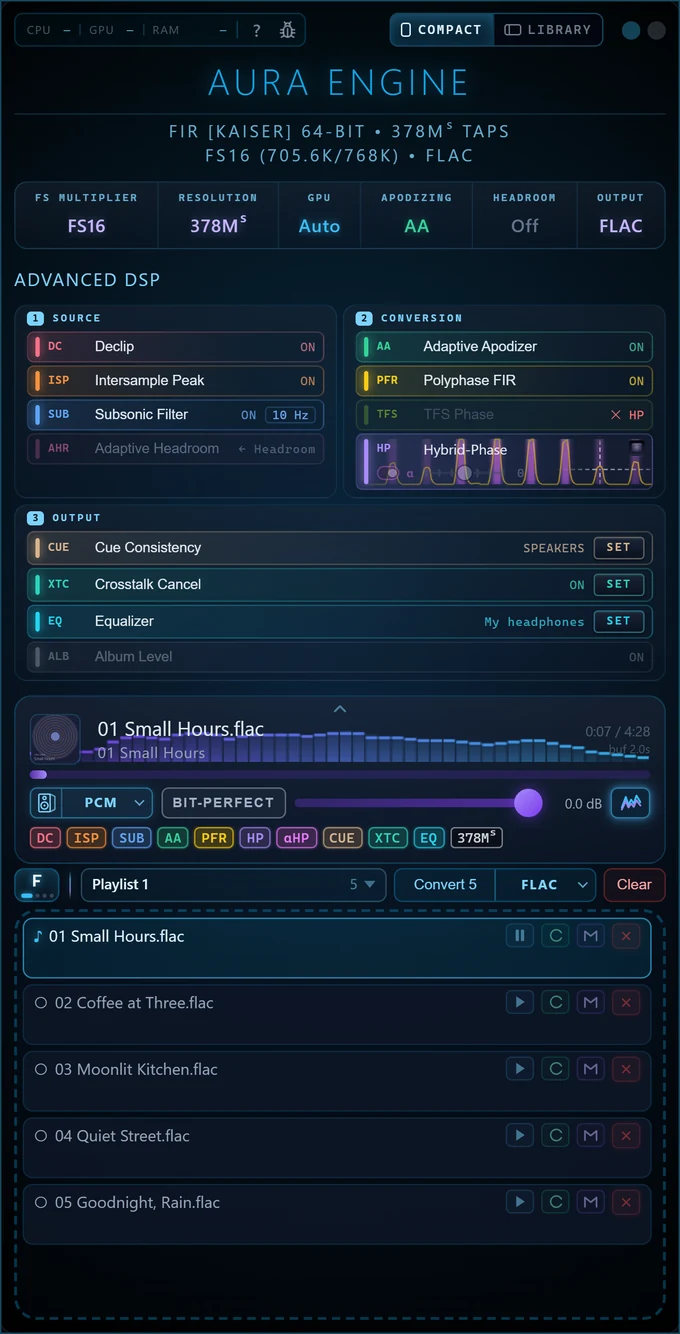 CPU – | GPU – | RAM – | ?
COMPACT LIBRARY
AURA ENGINE
FIR [KAISER] 64-BIT • 378Mˢ TAPS
FS16 (705.6K/768K) • FLAC
FS MULTIPLIER RESOLUTION GPU APODIZING HEADROOM OUTPUT
FS16 378Mˢ Auto AA Off FLAC
ADVANCED DSP
1 SOURCE
DC Declip ON
ISP Intersample Peak ON
SUB Subsonic Filter ON 10 Hz
AHR Adaptive Headroom ← Headroom
2 CONVERSION
AA Adaptive Apodizer ON
PFR Polyphase FIR ON
TFS TFS Phase × HP
HP Hybrid-Phase
α 0
3 OUTPUT
CUE Cue Consistency SPEAKERS SET
XTC Crosstalk Cancel ON SET
EQ Equalizer My headphones SET
ALB Album Level ON
01 Small Hours.flac 0:07 / 4:28
01 Small Hours buf 2.0s
PCM BIT-PERFECT 0.0 dB
DC ISP SUB AA PFR HP αHP CUE XTC EQ 378Mˢ
F Playlist 1 5 Convert 5 FLAC Clear
01 Small Hours.flac C M ×
02 Coffee at Three.flac C M ×
03 Moonlit Kitchen.flac C M ×
04 Quiet Street.flac C M ×
05 Goodnight, Rain.flac C M ×